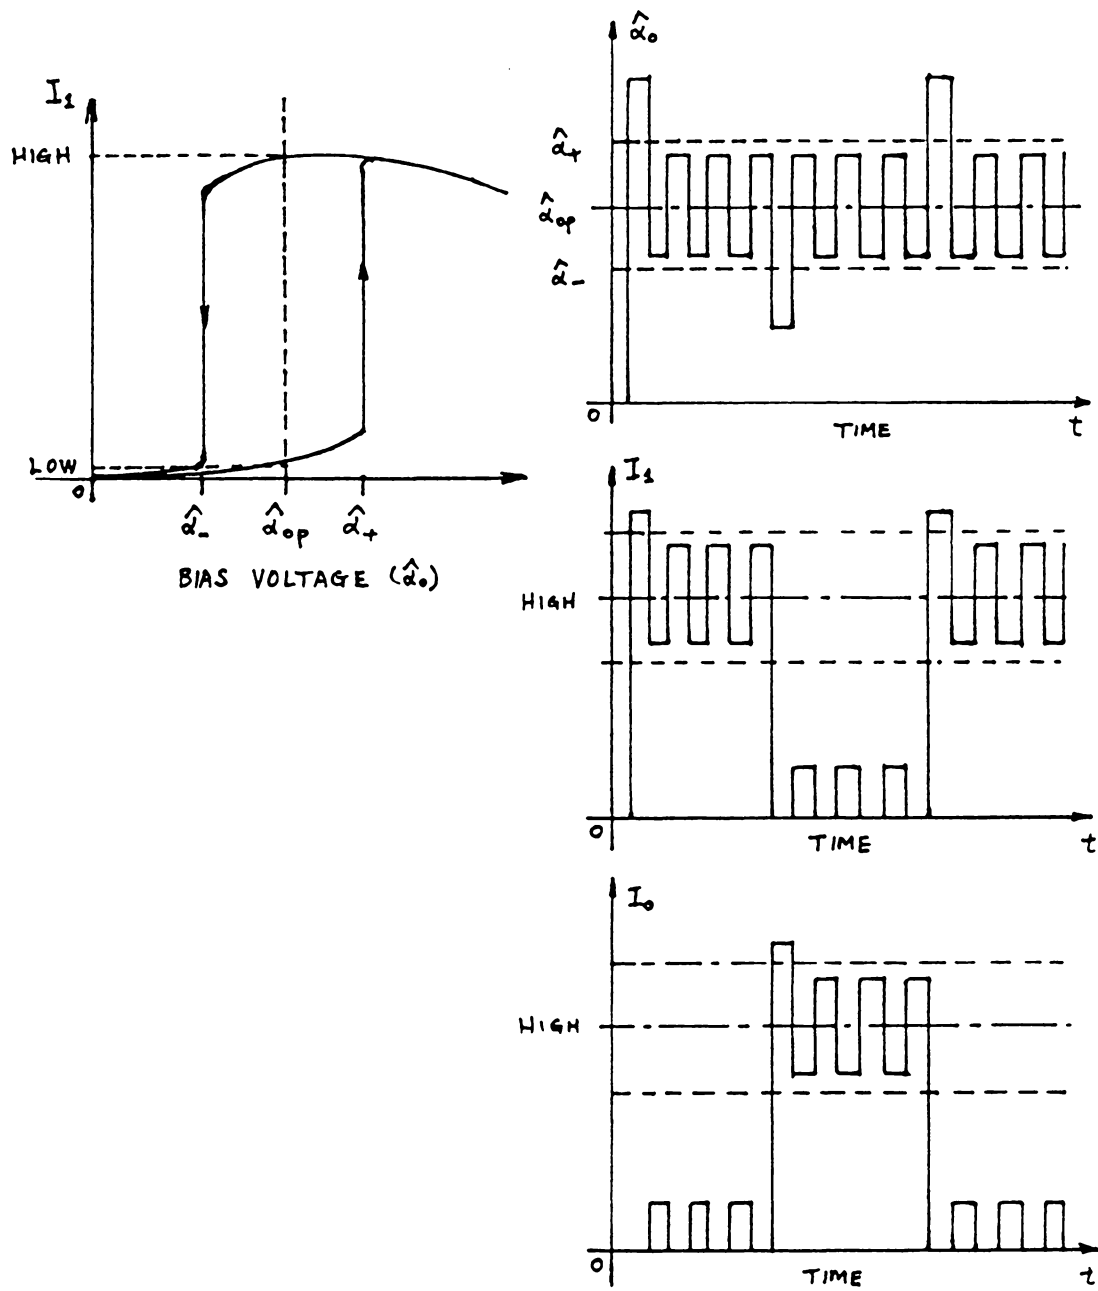 I₁
HIGH
LOW
0
α̂₋ α̂ₒₚ α̂₊
BIAS VOLTAGE (α̂₀)
α̂₀
α̂₊
α̂ₒₚ
α̂₋
0
TIME
t
I₁
HIGH
0
TIME
t
I₀
HIGH
0
TIME
t